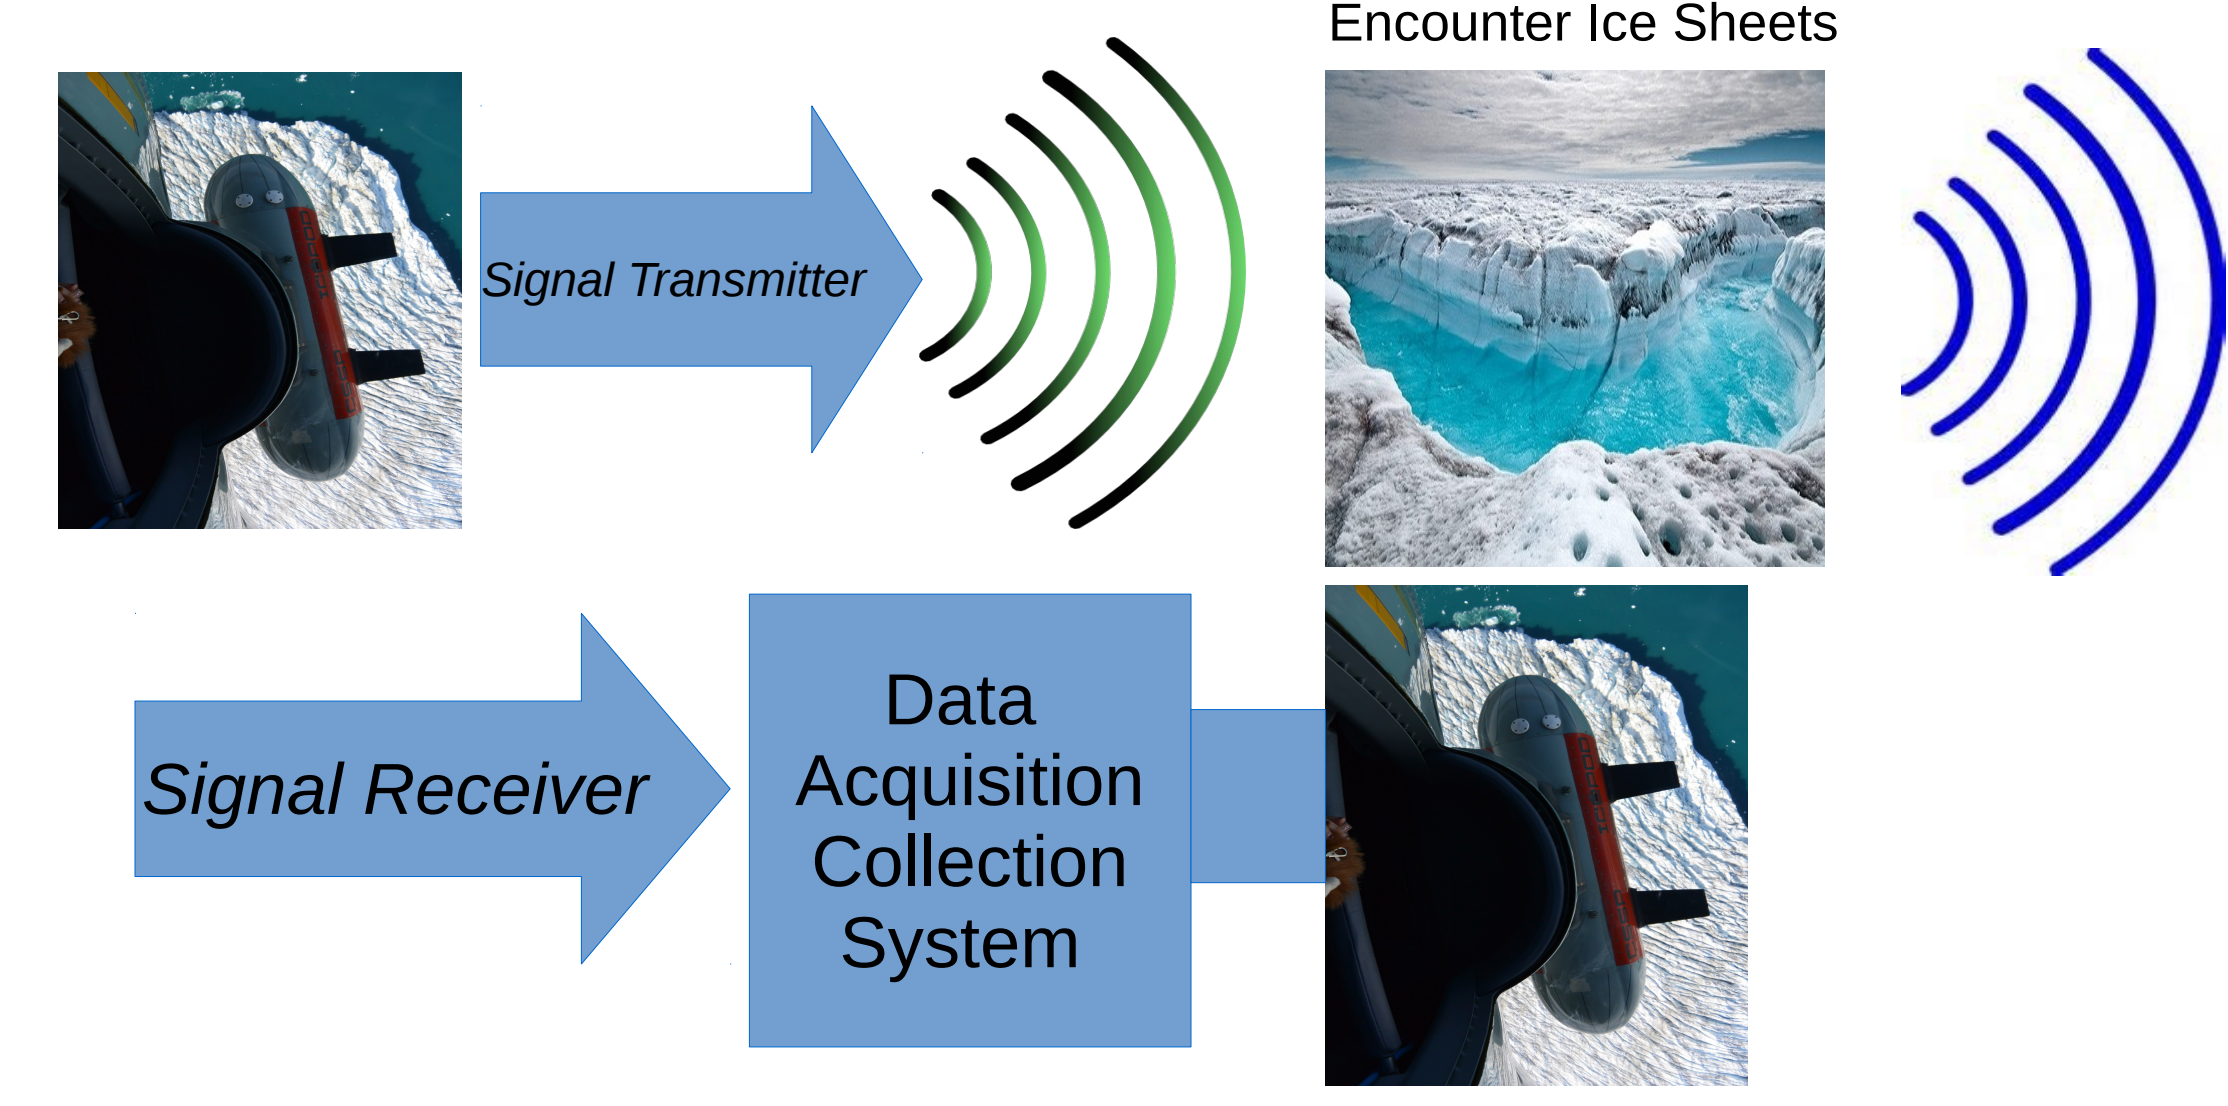 Encounter Ice Sheets
Signal Transmitter
Signal Receiver
Data
Acquisition
Collection
System